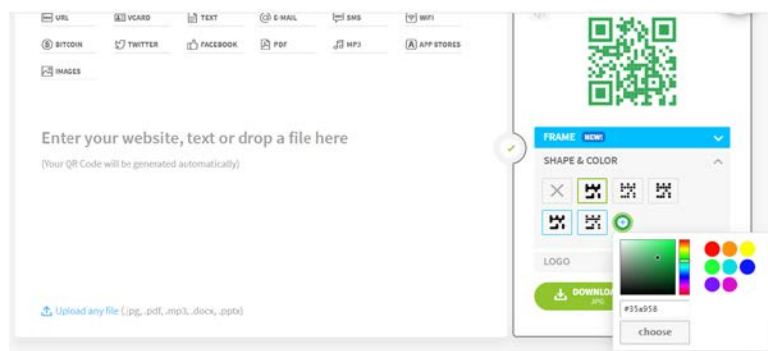 URL VCARD TEXT E-MAIL SMS WIFI
BITCOIN TWITTER FACEBOOK PDF MP3 APP STORES
IMAGES
Enter your website, text or drop a file here
(Your QR Code will be generated automatically)
Upload any file (.jpg, .pdf, .mp3, .docx, .pptx)
FRAME NEW!
SHAPE & COLOR
LOGO
DOWNLOA
JPG
#35a958
choose